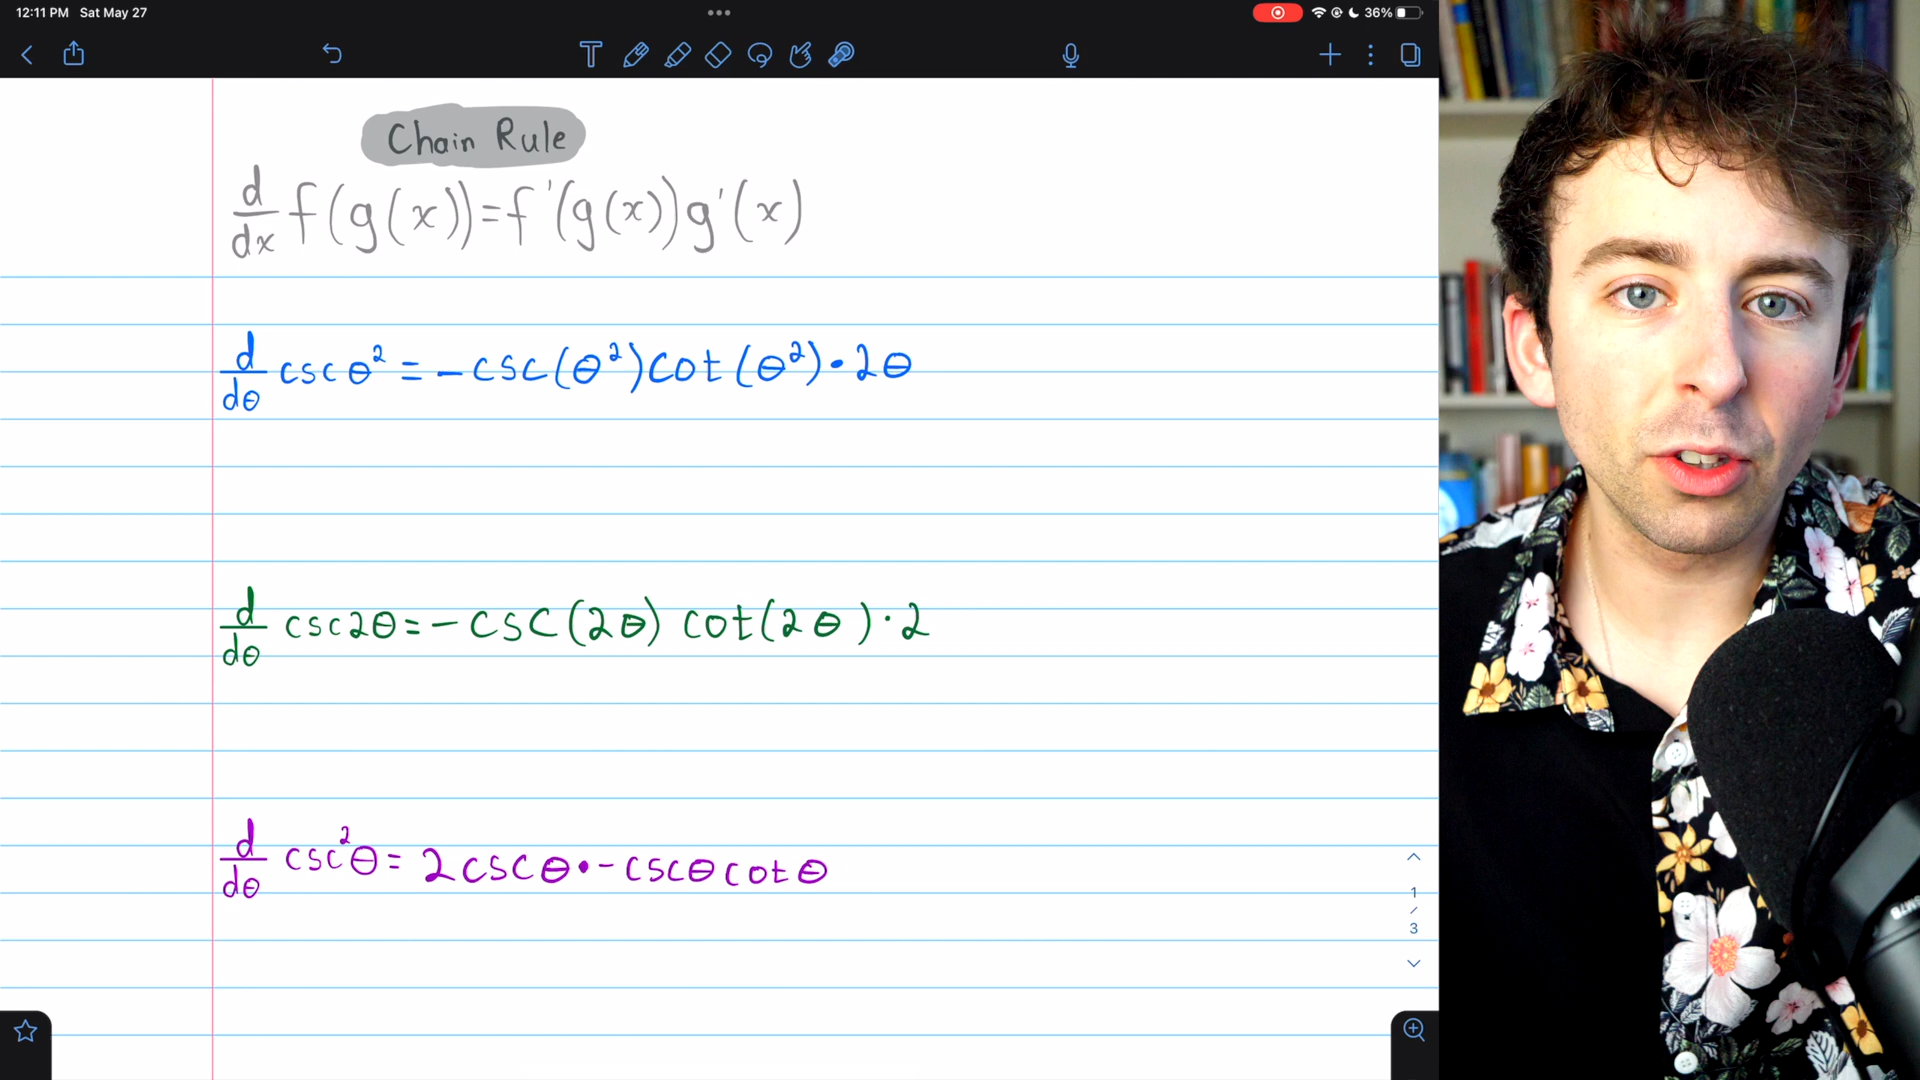 12:11 PM Sat May 27
36%
Chain Rule
d/dx f(g(x))=f'(g(x))g'(x)
d/dθ cscθ² = -csc(θ²)cot(θ²)·2θ
d/dθ csc2θ=-csc(2θ) cot(2θ)·2
d/dθ csc²θ= 2cscθ·-cscθcotθ
1
/
3